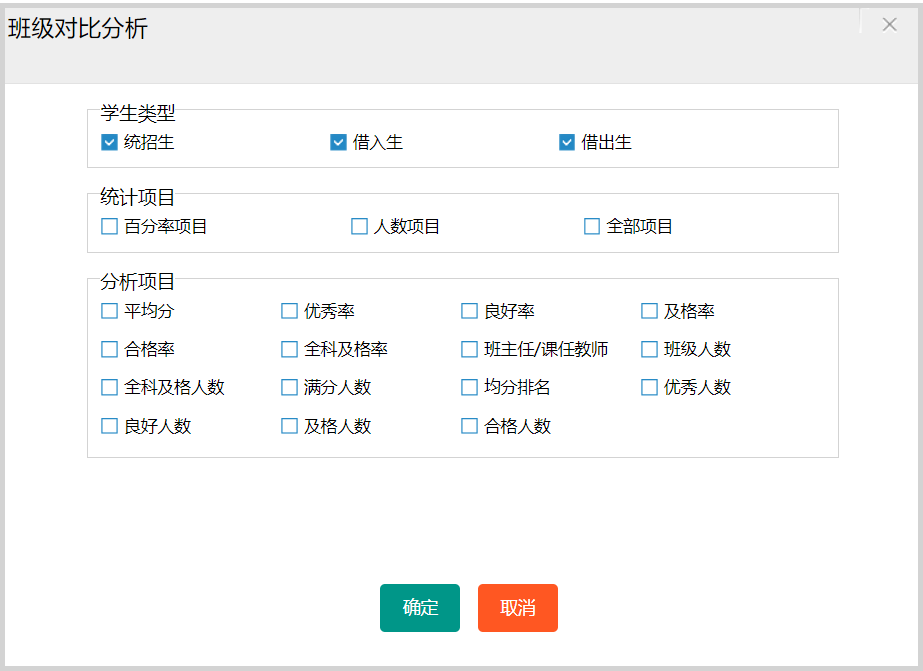 班级对比分析
学生类型
统招生 借入生 借出生
统计项目
百分率项目 人数项目 全部项目
分析项目
平均分 优秀率 良好率 及格率
合格率 全科及格率 班主任/课任教师 班级人数
全科及格人数 满分人数 均分排名 优秀人数
良好人数 及格人数 合格人数
确定 取消